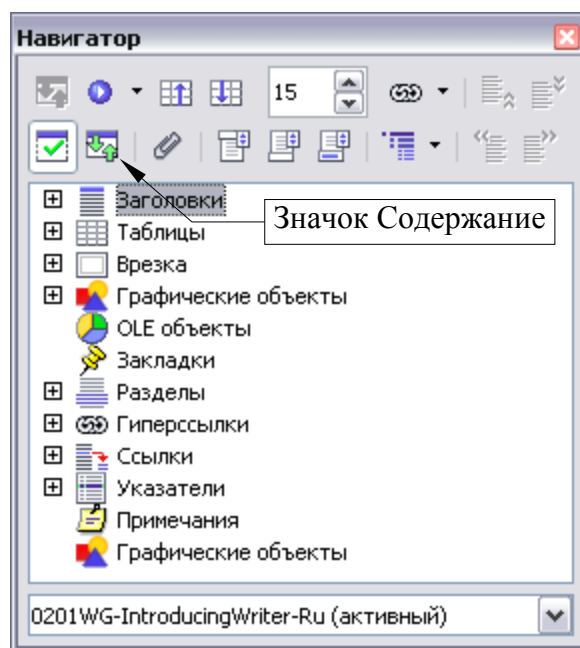 Навигатор
15
Заголовки
Значок Содержание
Таблицы
Врезка
Графические объекты
OLE объекты
Закладки
Разделы
Гиперссылки
Ссылки
Указатели
Примечания
Графические объекты
0201WG-IntroducingWriter-Ru (активный)